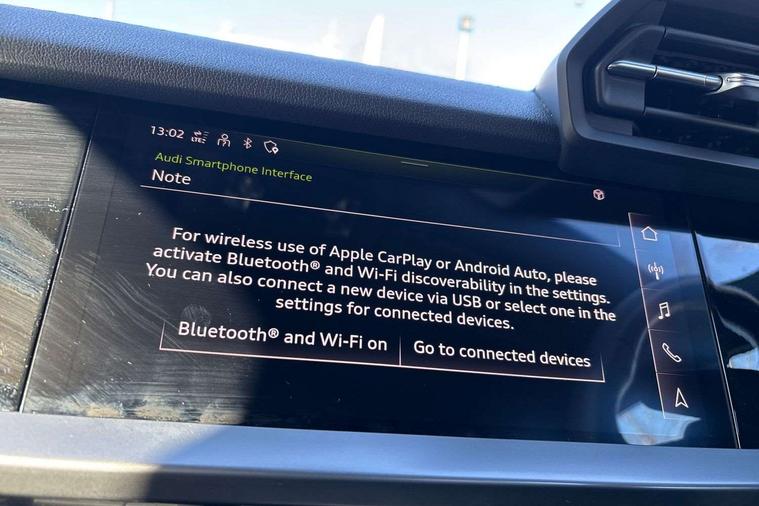 13:02 LTE
Audi Smartphone Interface
Note
For wireless use of Apple CarPlay or Android Auto, please
activate Bluetooth® and Wi-Fi discoverability in the settings.
You can also connect a new device via USB or select one in the
settings for connected devices.
Bluetooth® and Wi-Fi on
Go to connected devices